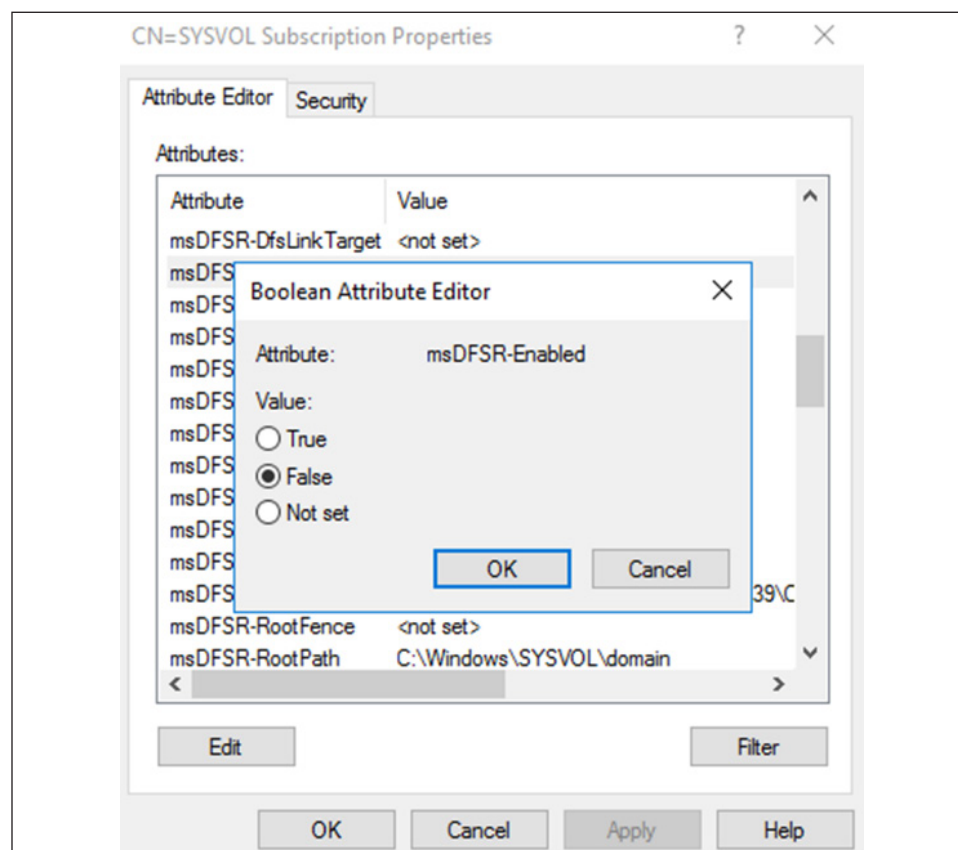 CN=SYSVOL Subscription Properties ? ×
Attribute Editor Security
Attributes:
Attribute Value
msDFSR-DfsLinkTarget <not set>
msDFS
Boolean Attribute Editor ×
msDFS
msDFS
Attribute: msDFSR-Enabled
msDFS
msDFS Value:
msDFS True
msDFS False
msDFS Not set
msDFS
msDFS OK Cancel
msDFS 39\C
msDFSR-RootFence <not set>
msDFSR-RootPath C:\Windows\SYSVOL\domain
Edit Filter
OK Cancel Apply Help